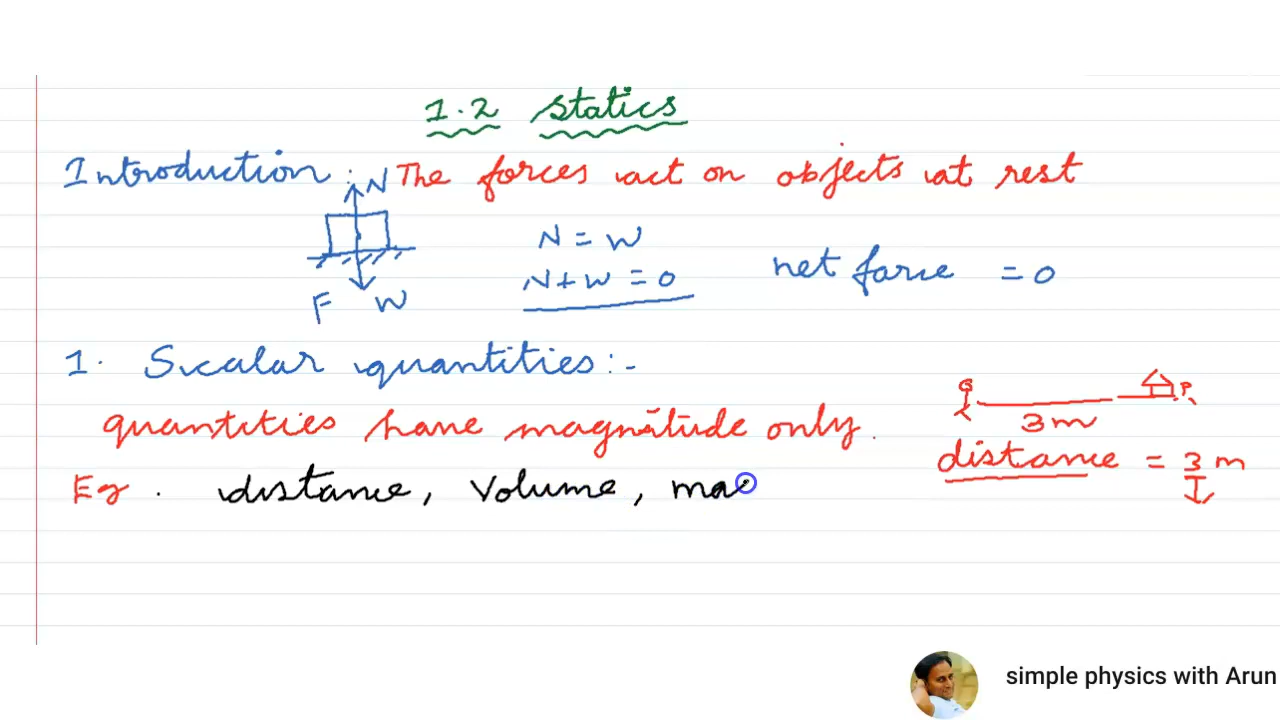 1.2 Statics
Introduction : The forces act on objects at rest
N
N = W
N + W = 0
net force = 0
F W
1. Scalar quantities :-
quantities have magnitude only.
3m
P
distance = 3 m
Eg . distance, Volume, mas
simple physics with Arun